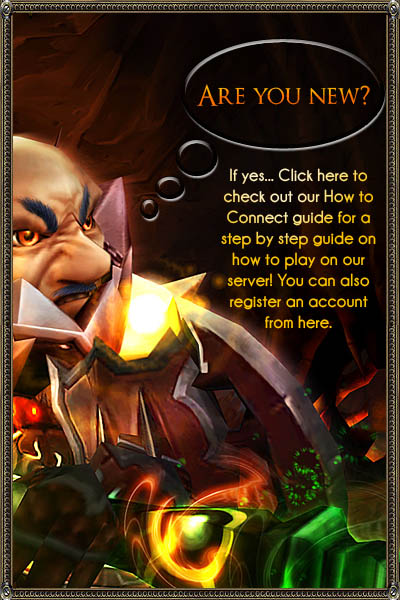 Are you new?
If yes... Click here to
check out our How to
Connect guide for a
step by step guide on
how to play on our
server! You can also
register an account
from here.